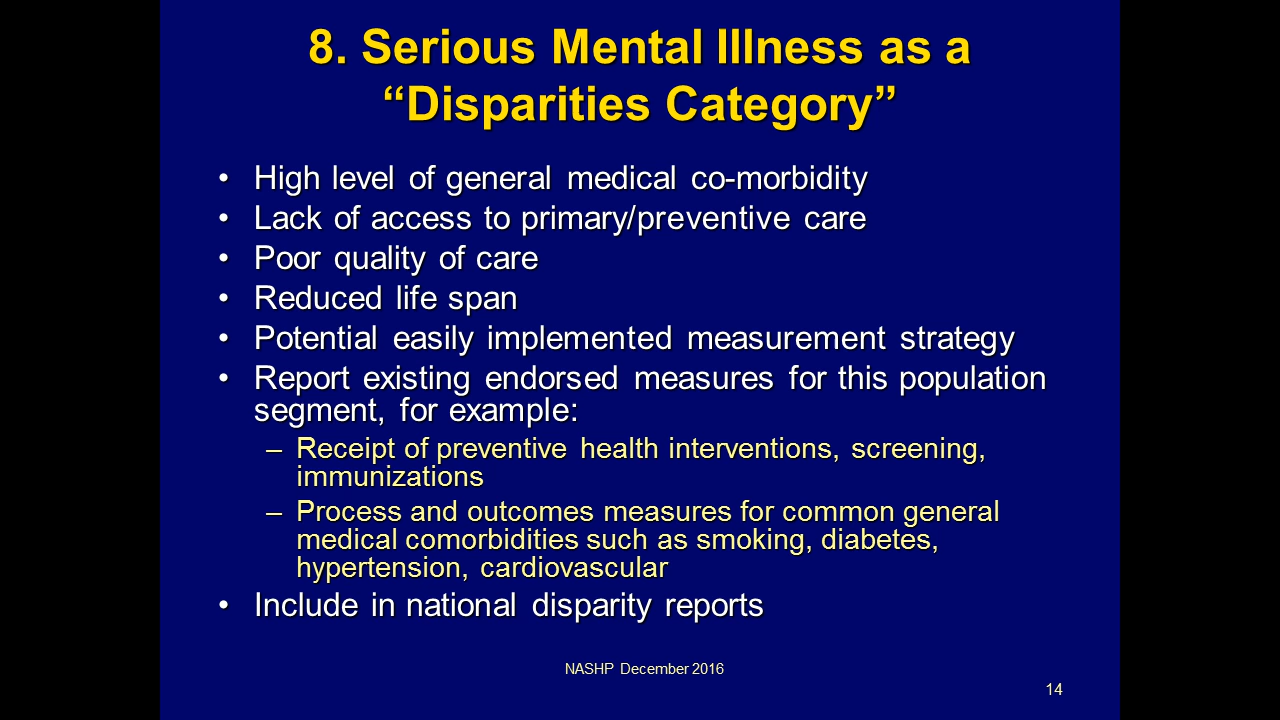 8. Serious Mental Illness as a
“Disparities Category”
• High level of general medical co-morbidity
• Lack of access to primary/preventive care
• Poor quality of care
• Reduced life span
• Potential easily implemented measurement strategy
• Report existing endorsed measures for this population
segment, for example:
– Receipt of preventive health interventions, screening,
immunizations
– Process and outcomes measures for common general
medical comorbidities such as smoking, diabetes,
hypertension, cardiovascular
• Include in national disparity reports
NASHP December 2016
14